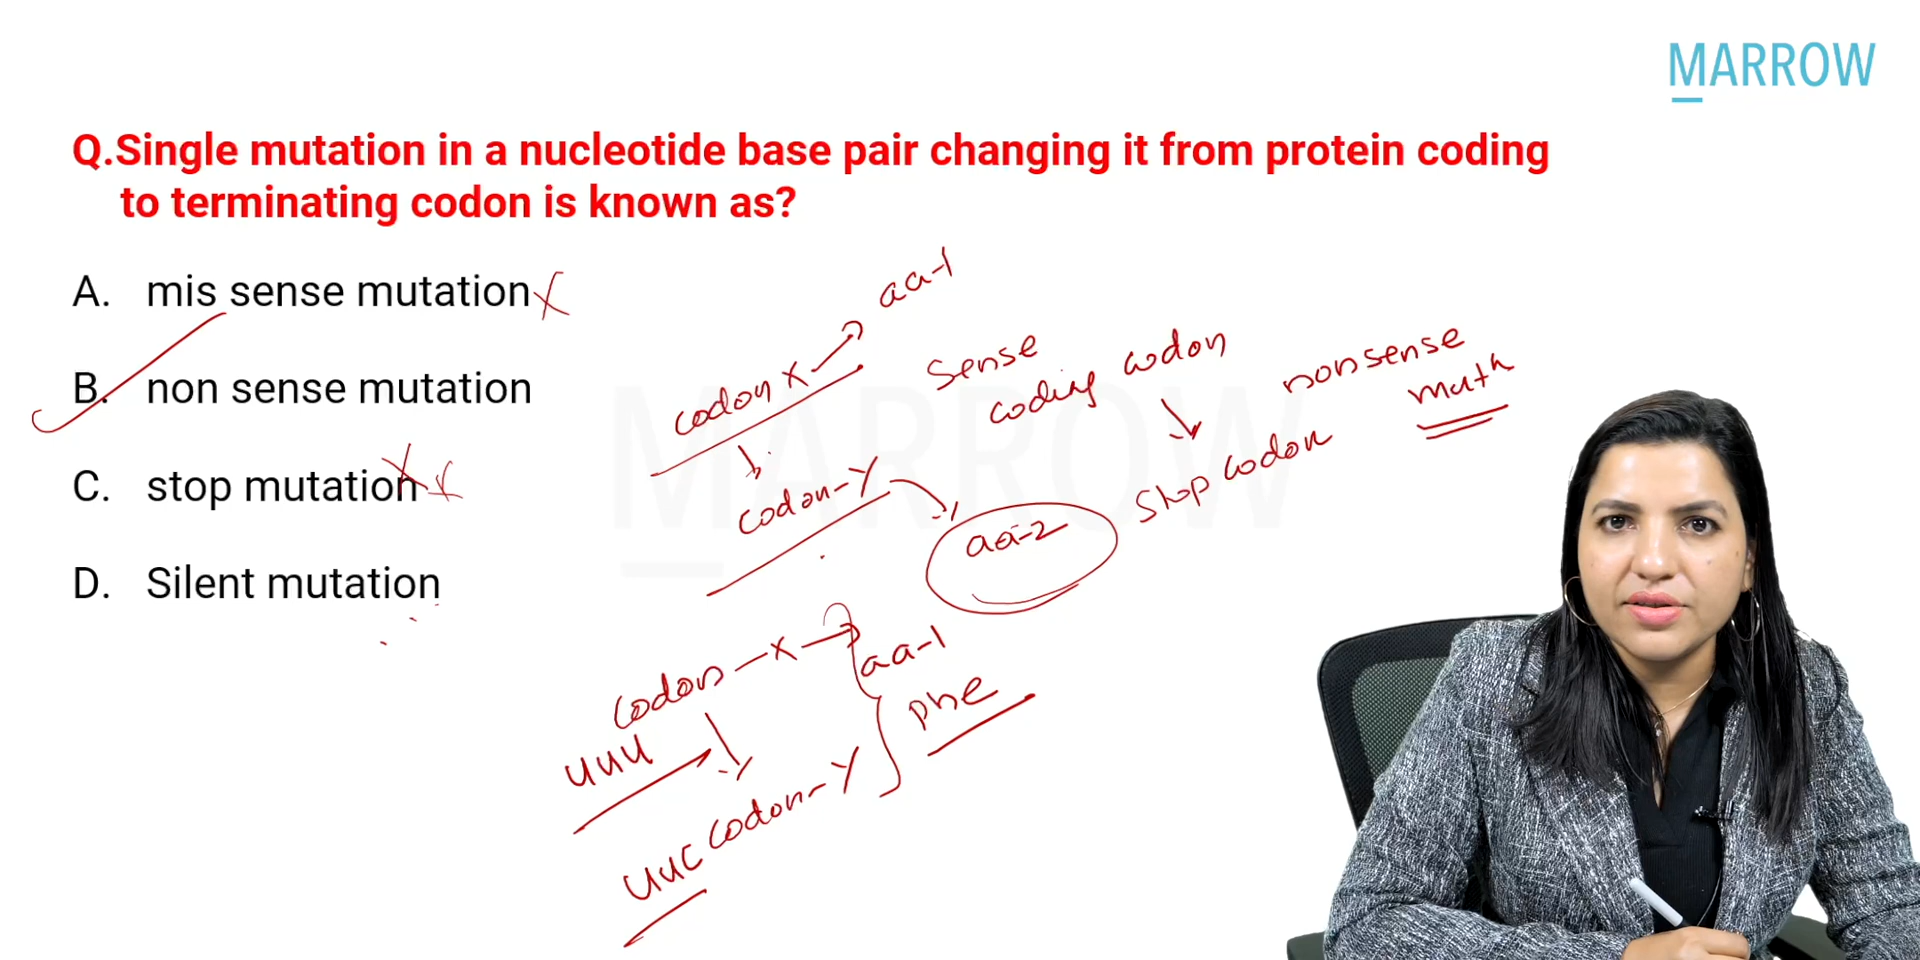 MARROW
Q.Single mutation in a nucleotide base pair changing it from protein coding
to terminating codon is known as?
A. mis sense mutation X
B. non sense mutation
C. stop mutation X
D. Silent mutation
codon X → aa-1
codon-Y
aa-2
Sense
coding codon
Stop codon
nonsense
mutn
codon-X → aa-1
UUU
codon-Y
UUC
phe
MARROW